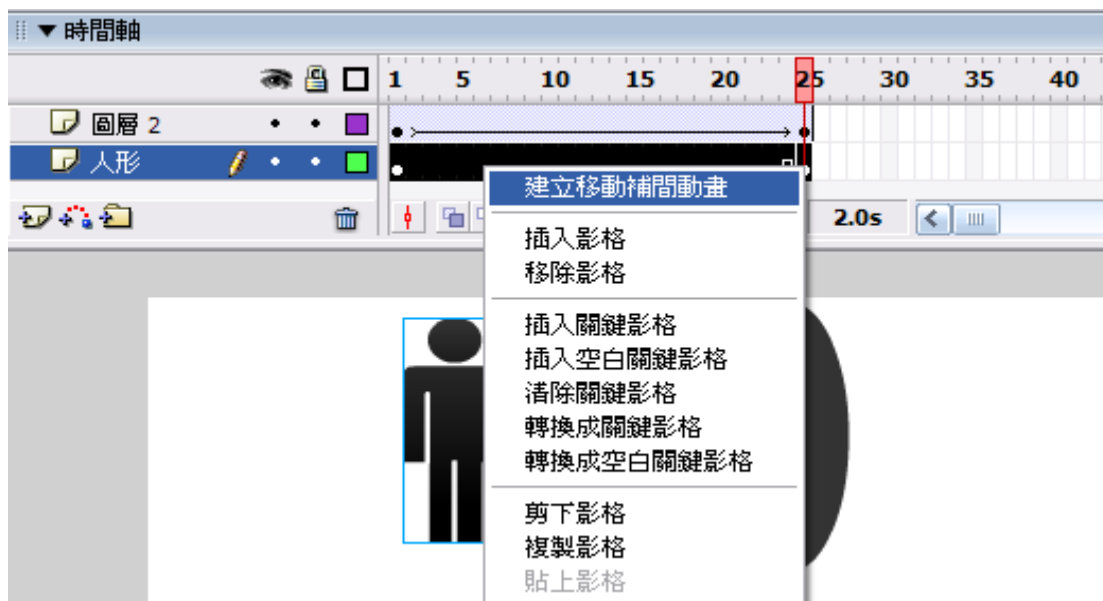 時間軸
1 5 10 15 20 25 30 35 40
圖層 2
人形
建立移動補間動畫
2.0s
插入影格
移除影格
插入關鍵影格
插入空白關鍵影格
清除關鍵影格
轉換成關鍵影格
轉換成空白關鍵影格
剪下影格
複製影格
貼上影格